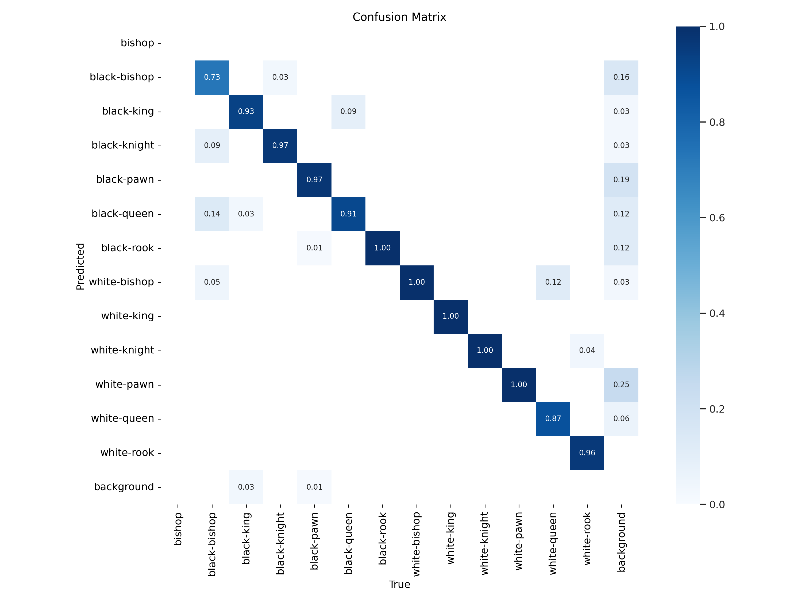 Confusion Matrix
bishop
black-bishop 0.73 0.03 0.16
black-king 0.93 0.09 0.03
black-knight 0.09 0.97 0.03
black-pawn 0.97 0.19
black-queen 0.14 0.03 0.91 0.12
black-rook 0.01 1.00 0.12
white-bishop 0.05 1.00 0.12 0.03
white-king 1.00
white-knight 1.00 0.04
white-pawn 1.00 0.25
white-queen 0.87 0.06
white-rook 0.96
background 0.03 0.01
Predicted
bishop
black-bishop
black-king
black-knight
black-pawn
black-queen
black-rook
white-bishop
white-king
white-knight
white-pawn
white-queen
white-rook
background
True
1.0
0.8
0.6
0.4
0.2
0.0